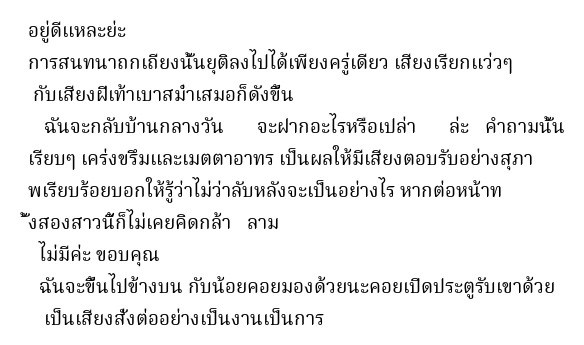 อยู่ดีแหละย่ะ
การสนทนาถกเถียงนั้นยุติลงไปได้เพียงครู่เดียว เสียงเรียกแว่วๆ
กับเสียงฝีเท้าเบาสม่ำเสมอก็ดังขึ้น
ฉันจะกลับบ้านกลางวัน จะฝากอะไรหรือเปล่า ล่ะ คำถามนั้น
เรียบๆ เคร่งขรึมและเมตตาอาทร เป็นผลให้มีเสียงตอบรับอย่างสุภา
พเรียบร้อยบอกให้รู้ว่าไม่ว่าลับหลังจะเป็นอย่างไร หากต่อหน้าท
ั้งสองสาวนี้ก็ไม่เคยคิดกล้า ลาม
ไม่มีค่ะ ขอบคุณ
ฉันจะขึ้นไปข้างบน กับน้อยคอยมองด้วยนะคอยเปิดประตูรับเขาด้วย
เป็นเสียงสั่งต่ออย่างเป็นงานเป็นการ